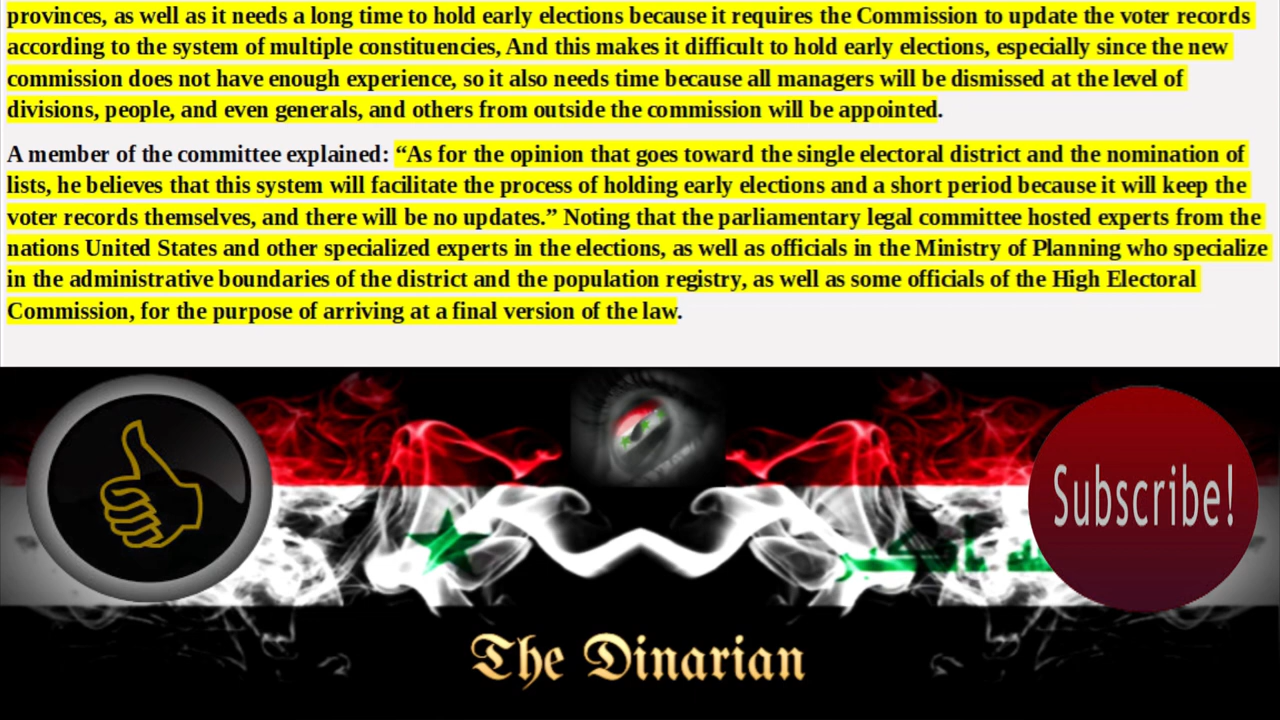 provinces, as well as it needs a long time to hold early elections because it requires the Commission to update the voter records
according to the system of multiple constituencies, And this makes it difficult to hold early elections, especially since the new
commission does not have enough experience, so it also needs time because all managers will be dismissed at the level of
divisions, people, and even generals, and others from outside the commission will be appointed.
A member of the committee explained: “As for the opinion that goes toward the single electoral district and the nomination of
lists, he believes that this system will facilitate the process of holding early elections and a short period because it will keep the
voter records themselves, and there will be no updates.” Noting that the parliamentary legal committee hosted experts from the
nations United States and other specialized experts in the elections, as well as officials in the Ministry of Planning who specialize
in the administrative boundaries of the district and the population registry, as well as some officials of the High Electoral
Commission, for the purpose of arriving at a final version of the law.
Subscribe!
The Dinarian